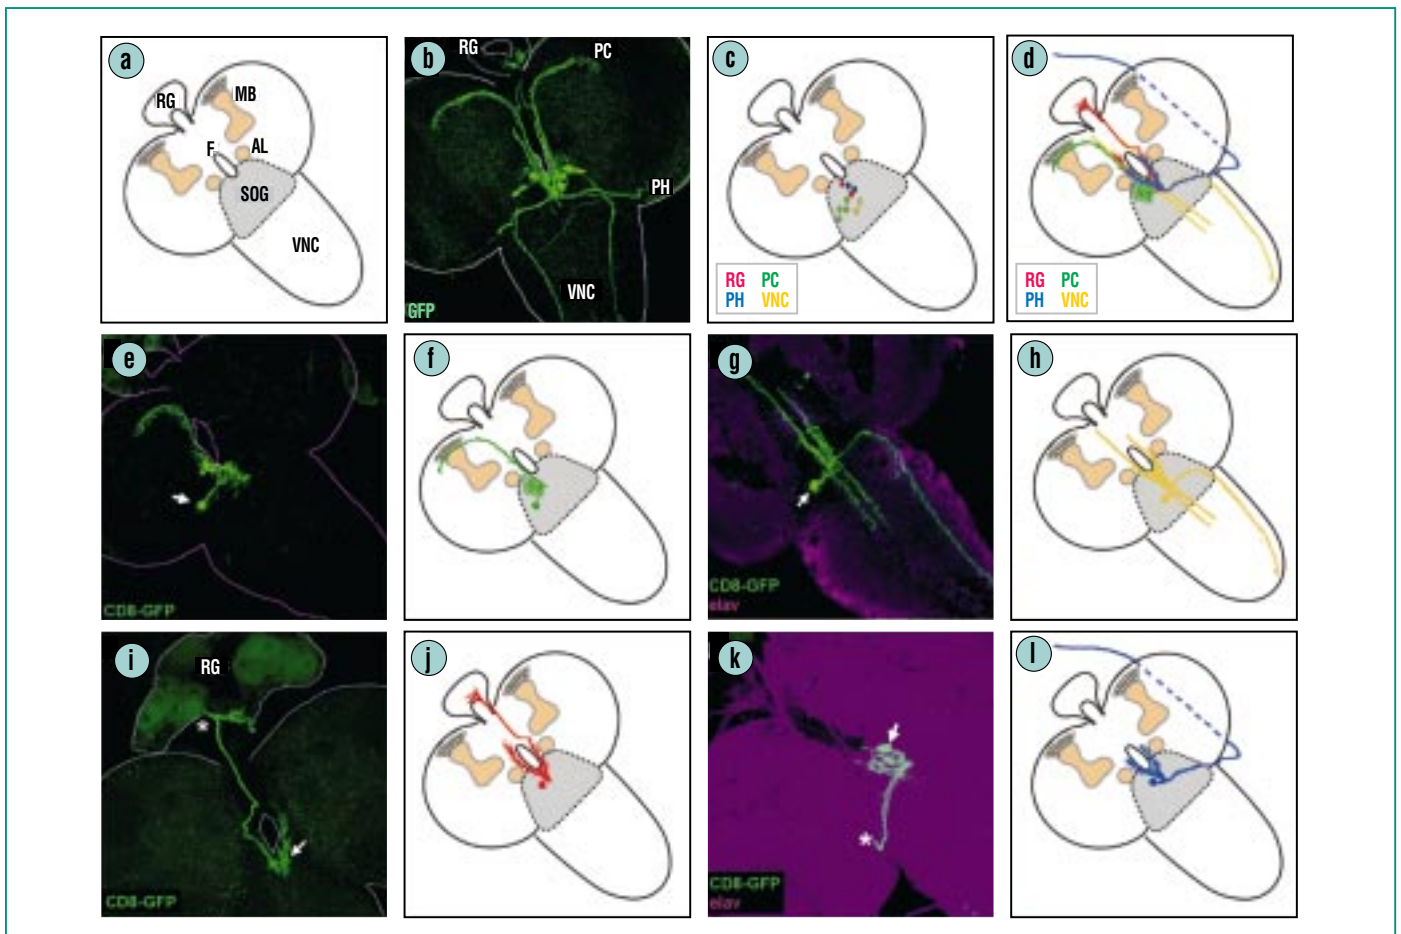 a
RG
MB
F
AL
SOG
VNC
b
RG
PC
PH
VNC
GFP
c
RG PC
PH VNC
d
RG PC
PH VNC
e
CD8-GFP
f
g
CD8-GFP
elav
h
i
RG
*
CD8-GFP
j
k
*
CD8-GFP
elav
l